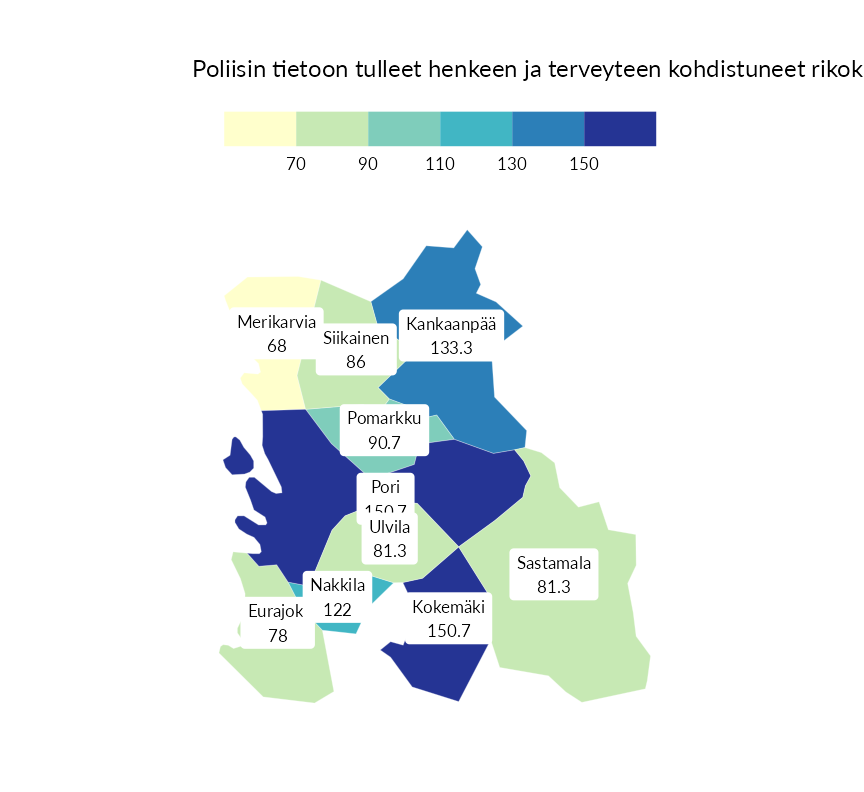 Poliisin tietoon tulleet henkeen ja terveyteen kohdistuneet rikok
70 90 110 130 150
Merikarvia
68
Siikainen
86
Kankaanpää
133.3
Pomarkku
90.7
Pori
150.7
Ulvila
81.3
Sastamala
81.3
Nakkila
122
Kokemäki
150.7
Eurajok
78